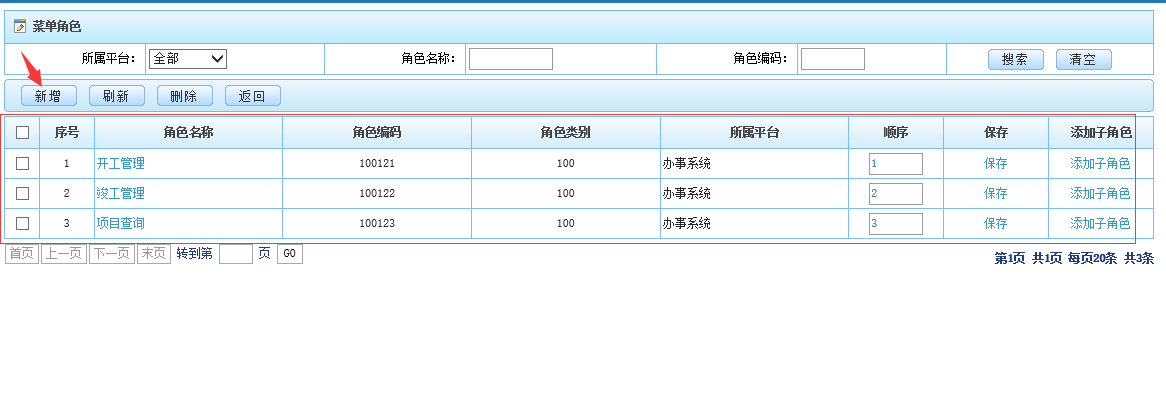 菜单角色
所属平台： 全部 角色名称： 角色编码： 搜索 清空
新增 刷新 删除 返回
序号 角色名称 角色编码 角色类别 所属平台 顺序 保存 添加子角色
1 开工管理 100121 100 办事系统 1 保存 添加子角色
2 竣工管理 100122 100 办事系统 2 保存 添加子角色
3 项目查询 100123 100 办事系统 3 保存 添加子角色
首页 上一页 下一页 末页 转到第 页 GO 第1页 共1页 每页20条 共3条